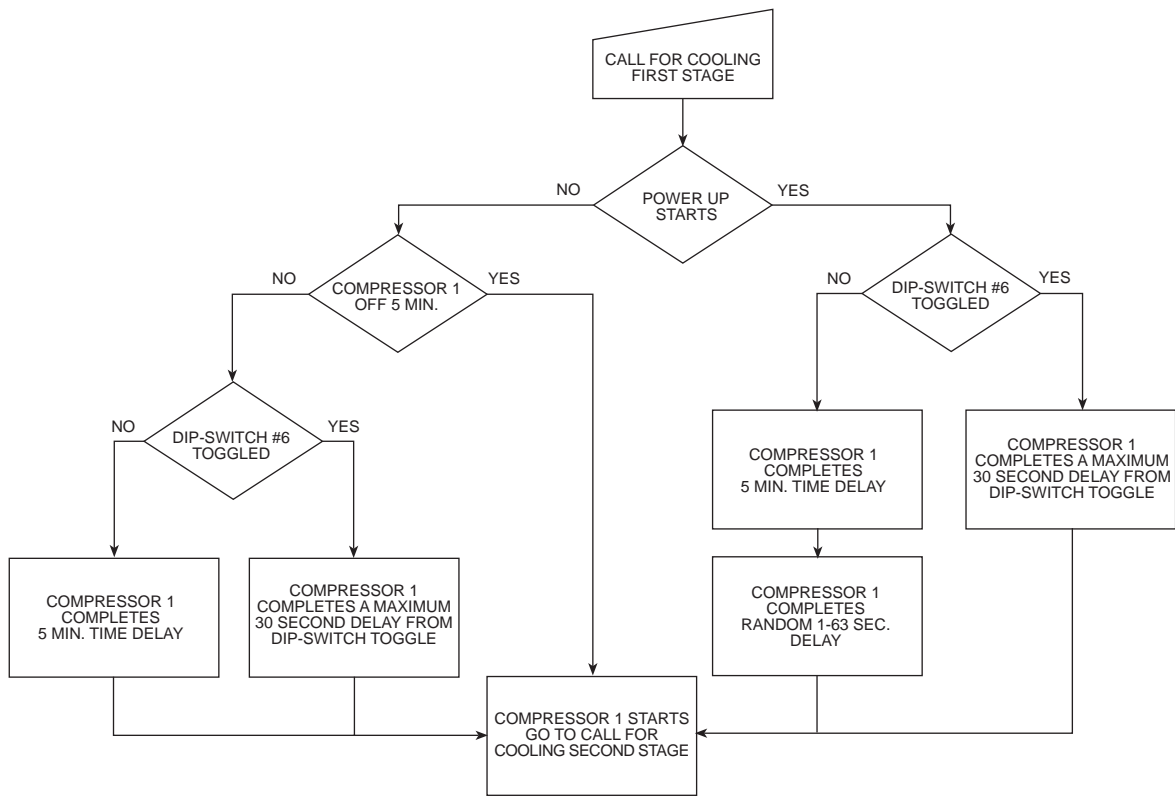 CALL FOR COOLING
FIRST STAGE
NO
POWER UP
STARTS
YES
NO
COMPRESSOR 1
OFF 5 MIN.
YES
NO
DIP-SWITCH #6
TOGGLED
YES
NO
DIP-SWITCH #6
TOGGLED
YES
COMPRESSOR 1
COMPLETES
5 MIN. TIME DELAY
COMPRESSOR 1
COMPLETES A MAXIMUM
30 SECOND DELAY FROM
DIP-SWITCH TOGGLE
COMPRESSOR 1
COMPLETES
5 MIN. TIME DELAY
COMPRESSOR 1
COMPLETES A MAXIMUM
30 SECOND DELAY FROM
DIP-SWITCH TOGGLE
COMPRESSOR 1
COMPLETES
RANDOM 1-63 SEC.
DELAY
COMPRESSOR 1 STARTS
GO TO CALL FOR
COOLING SECOND STAGE